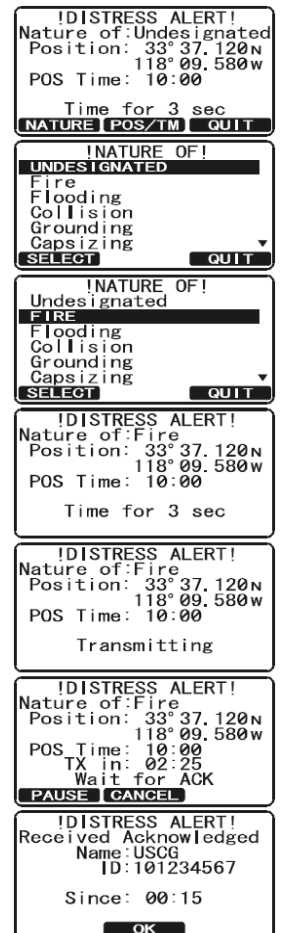 !DISTRESS ALERT!
Nature of:Undesignated
Position: 33°37.120N
118°09.580W
POS Time: 10:00
Time for 3 sec
NATURE POS/TM QUIT
!NATURE OF!
UNDESIGNATED
Fire
Flooding
Collision
Grounding
Capsizing
SELECT QUIT
!NATURE OF!
Undesignated
FIRE
Flooding
Collision
Grounding
Capsizing
SELECT QUIT
!DISTRESS ALERT!
Nature of:Fire
Position: 33°37.120N
118°09.580W
POS Time: 10:00
Time for 3 sec
!DISTRESS ALERT!
Nature of:Fire
Position: 33°37.120N
118°09.580W
POS Time: 10:00
Transmitting
!DISTRESS ALERT!
Nature of:Fire
Position: 33°37.120N
118°09.580W
POS Time: 10:00
TX in: 02:25
Wait for ACK
PAUSE CANCEL
!DISTRESS ALERT!
Received Acknowledged
Name:USCG
ID:101234567
Since: 00:15
OK